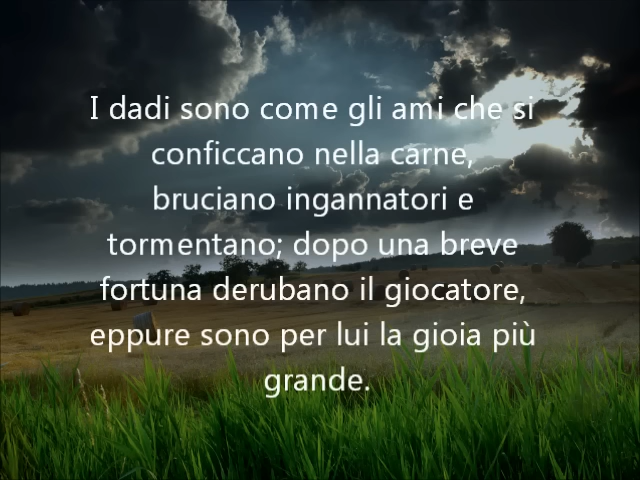 I dadi sono come gli ami che si
conficcano nella carne,
bruciano ingannatori e
tormentano; dopo una breve
fortuna derubano il giocatore,
eppure sono per lui la gioia più
grande.